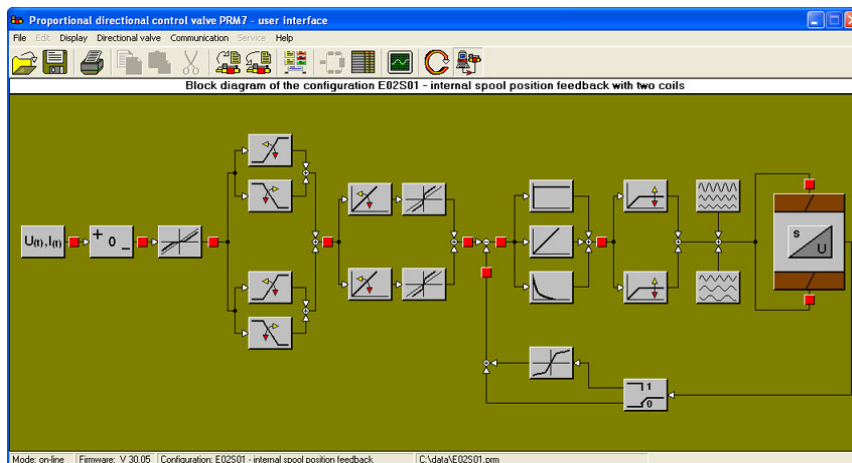 Proportional directional control valve PRM7 - user interface
File Edit Display Directional valve Communication Service Help
Block diagram of the configuration E02S01 - internal spool position feedback with two coils
U(t), I(t)
+ 0 -
S
U
1
0
Mode: on-line Firmware: V 30.05 Configuration: E02S01 - internal spool position feedback C:\data\E02S01.prm